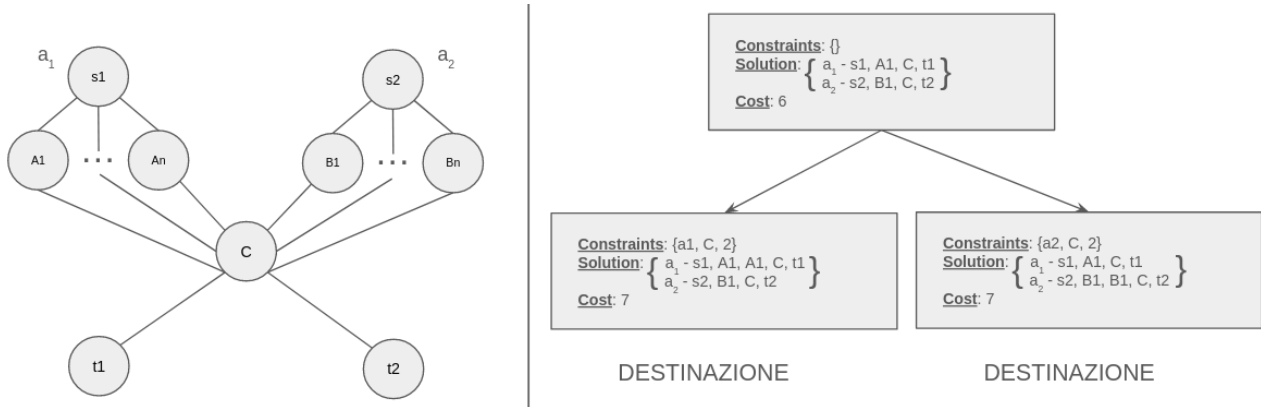 a1
a2
s1
s2
A1
...
An
B1
...
Bn
C
t1
t2
Constraints: {}
Solution: { a1 - s1, A1, C, t1
a2 - s2, B1, C, t2 }
Cost: 6
Constraints: {a1, C, 2}
Solution: { a1 - s1, A1, A1, C, t1
a2 - s2, B1, C, t2 }
Cost: 7
Constraints: {a2, C, 2}
Solution: { a1 - s1, A1, C, t1
a2 - s2, B1, B1, C, t2 }
Cost: 7
DESTINAZIONE
DESTINAZIONE